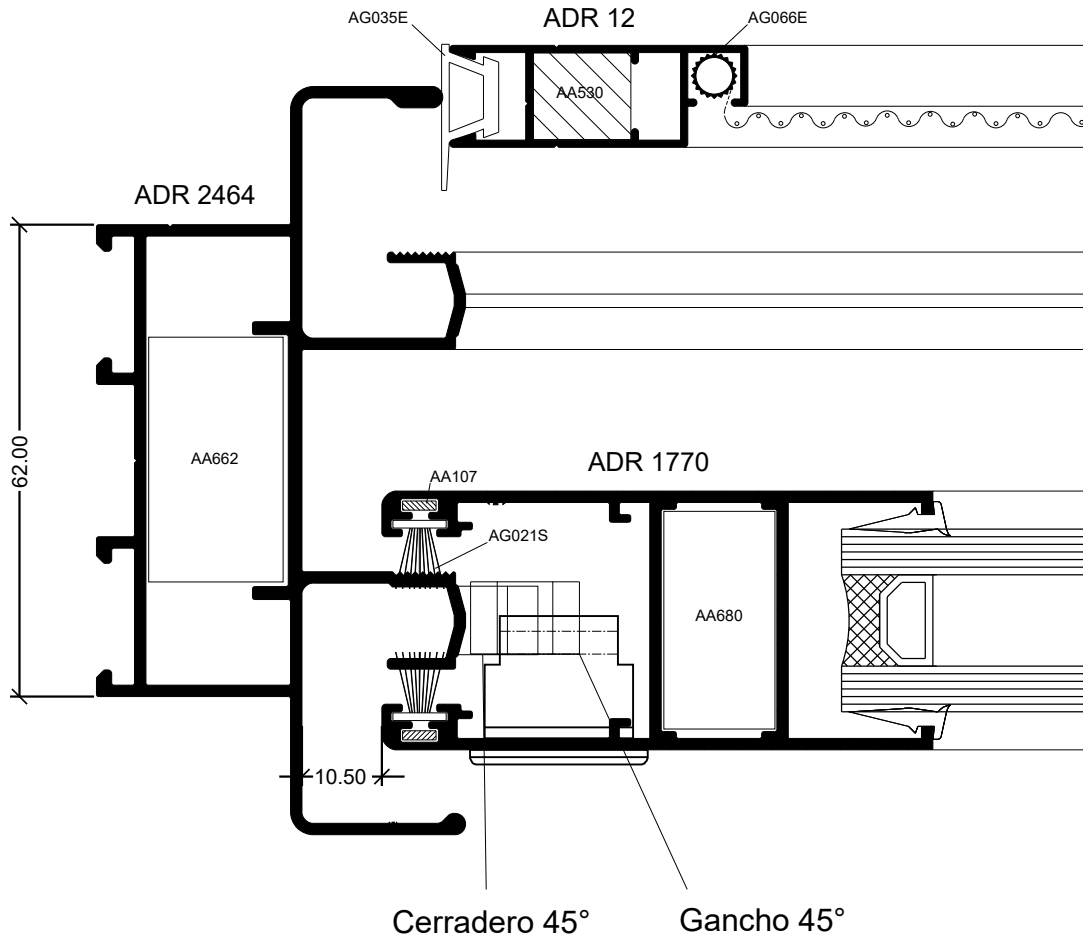 AG035E
ADR 12
AG066E
AA530
ADR 2464
62.00
AA662
ADR 1770
AA107
AG021S
AA680
10.50
Cerradero 45°
Gancho 45°